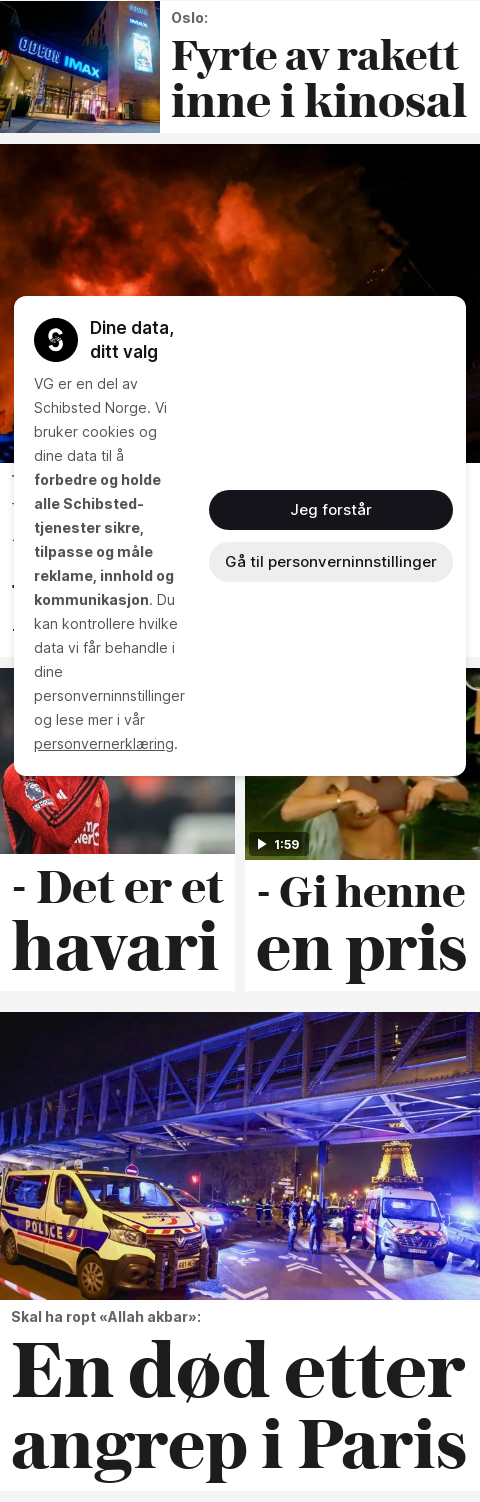 Oslo:
Fyrte av rakett
inne i kinosal
ODEON IMAX
Dine data,
ditt valg
VG er en del av
Schibsted Norge. Vi
bruker cookies og
dine data til å
forbedre og holde
alle Schibsted-
tjenester sikre,
tilpasse og måle
reklame, innhold og
kommunikasjon. Du
kan kontrollere hvilke
data vi får behandle i
dine
personverninnstillinger
og lese mer i vår
personvernerklæring.
Jeg forstår
Gå til personverninnstillinger
1:59
- Det er et
havari
- Gi henne
en pris
POLICE
Skal ha ropt «Allah akbar»:
En død etter
angrep i Paris